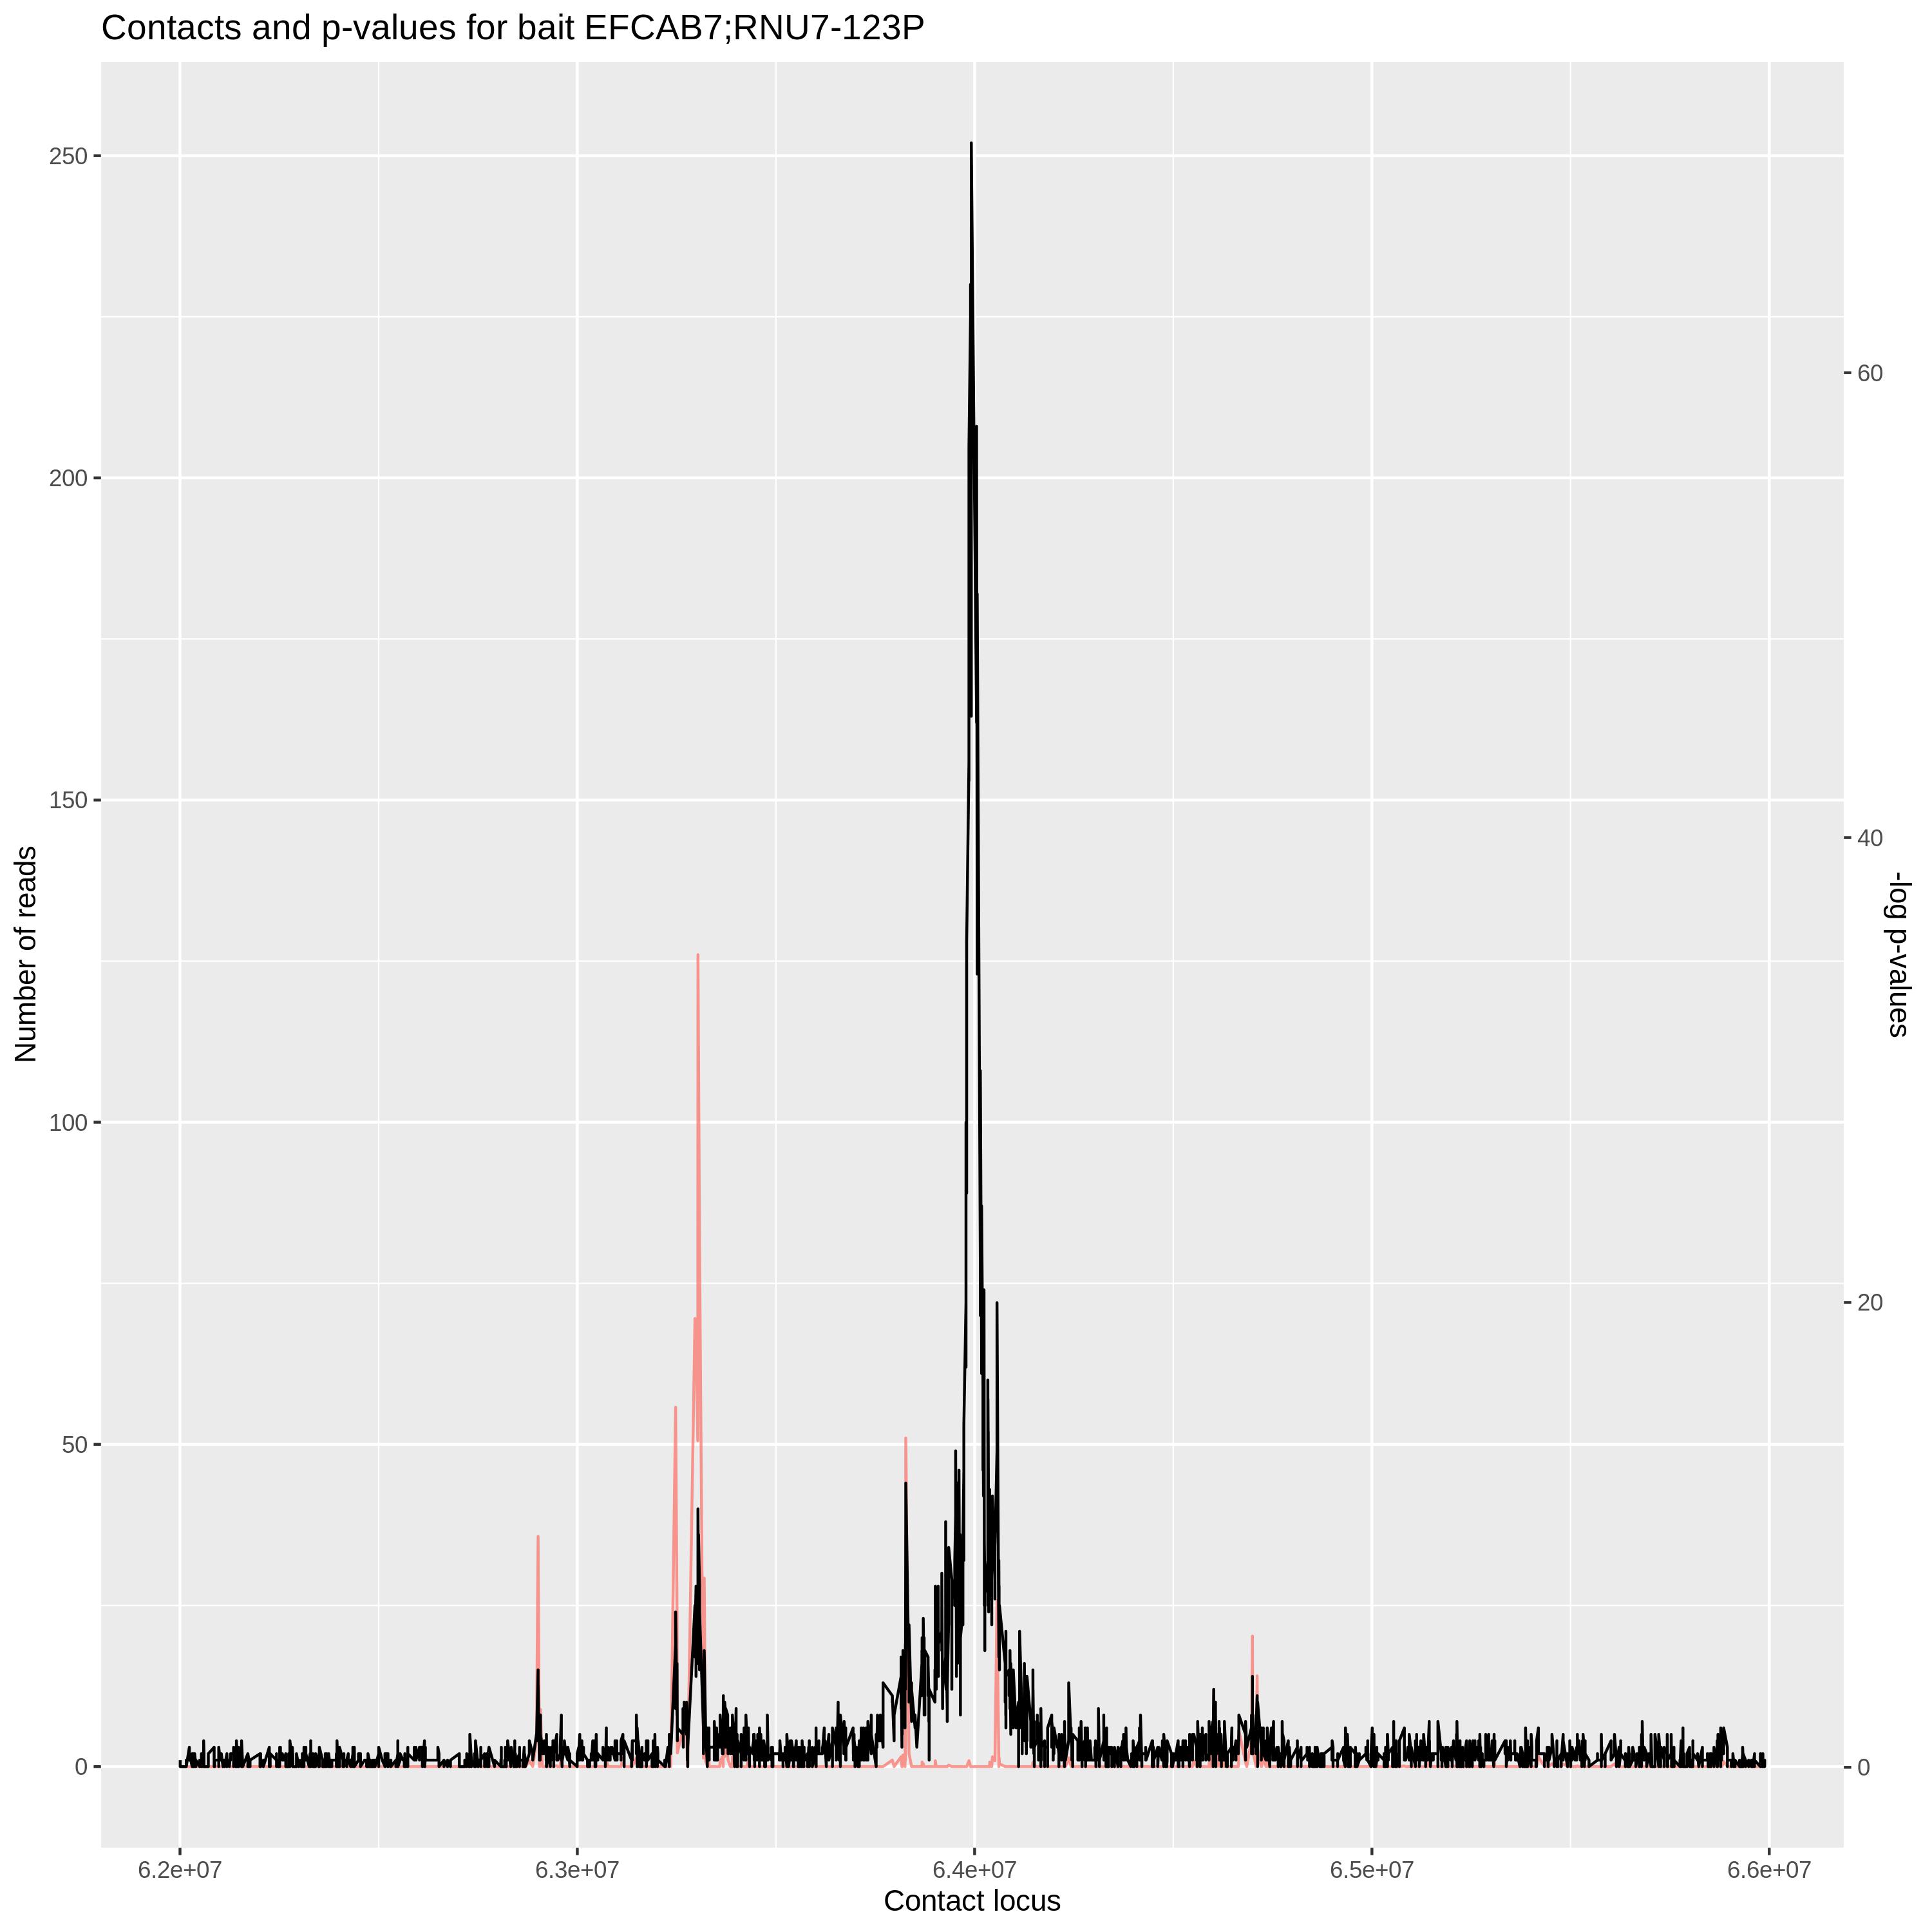 Contacts and p-values for bait EFCAB7;RNU7-123P
250
200
150
100
50
0
60
40
20
0
Number of reads
-log p-values
6.2e+07
6.3e+07
6.4e+07
6.5e+07
6.6e+07
Contact locus